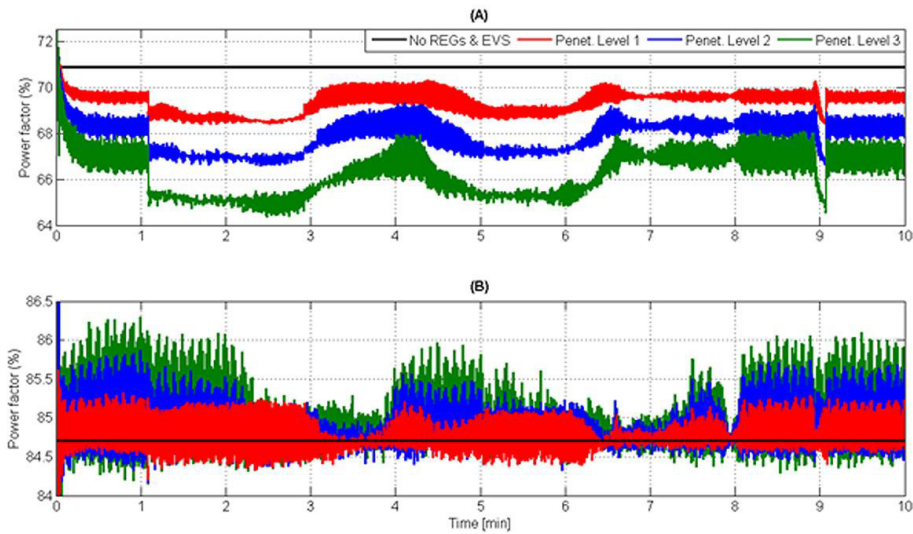 (A)
No REGs & EVS Penet. Level 1 Penet. Level 2 Penet. Level 3
Power factor (%)
72
70
68
66
64
0 1 2 3 4 5 6 7 8 9 10
(B)
Power factor (%)
86.5
86
85.5
85
84.5
84
0 1 2 3 4 5 6 7 8 9 10
Time [min]